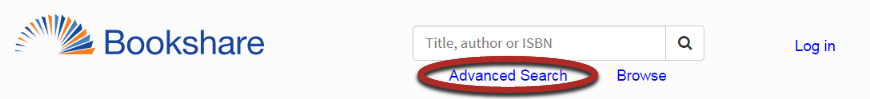 Bookshare
Title, author or ISBN
Log in
Advanced Search
Browse